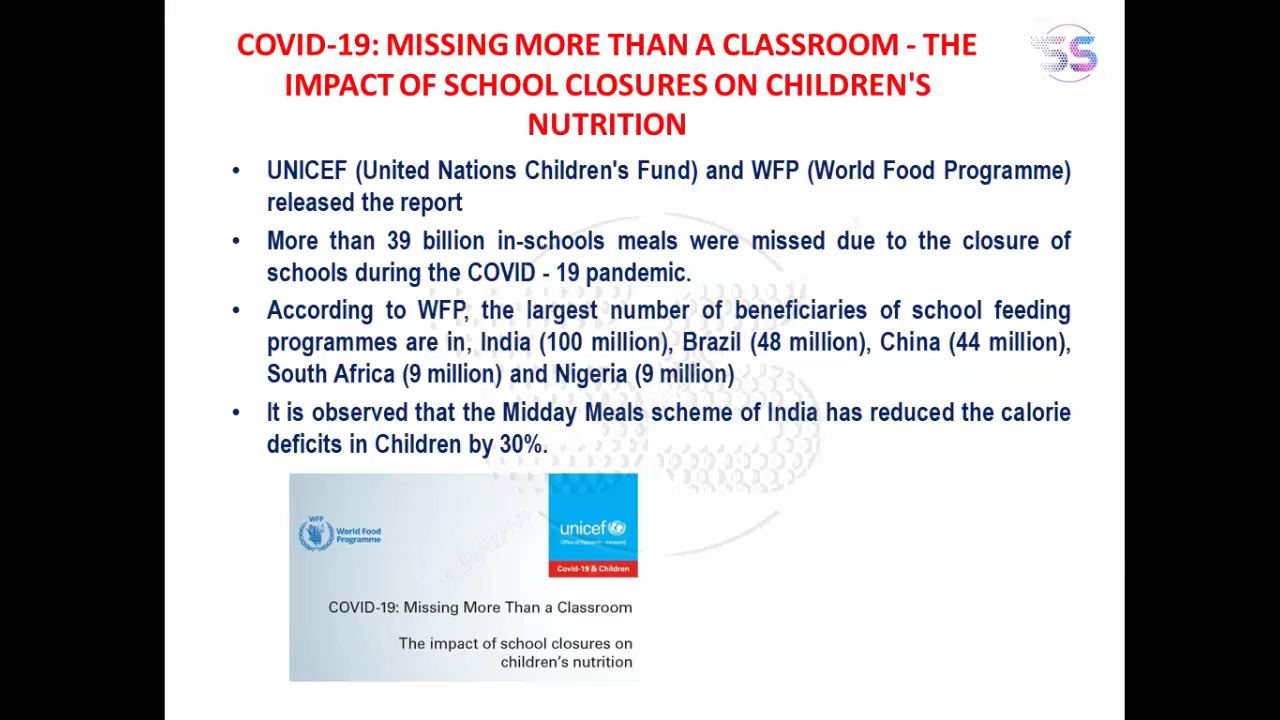 COVID-19: MISSING MORE THAN A CLASSROOM - THE
IMPACT OF SCHOOL CLOSURES ON CHILDREN'S
NUTRITION
SS
• UNICEF (United Nations Children's Fund) and WFP (World Food Programme)
released the report
• More than 39 billion in-schools meals were missed due to the closure of
schools during the COVID - 19 pandemic.
• According to WFP, the largest number of beneficiaries of school feeding
programmes are in, India (100 million), Brazil (48 million), China (44 million),
South Africa (9 million) and Nigeria (9 million)
• It is observed that the Midday Meals scheme of India has reduced the calorie
deficits in Children by 30%.
WFP
World Food
Programme
unicef
Office of Research - Innocenti
Covid-19 & Children
COVID-19: Missing More Than a Classroom
The impact of school closures on
children's nutrition